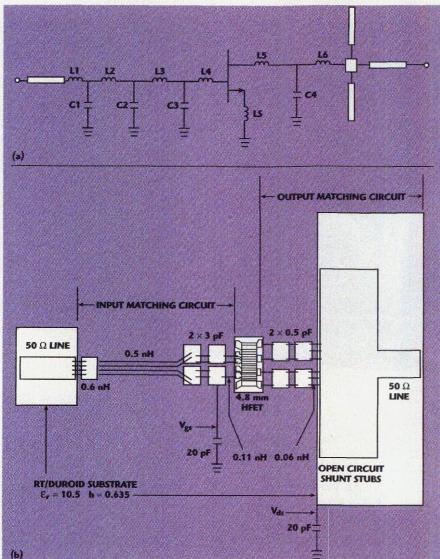 L1
L2
L3
L4
L5
L6
C1
C2
C3
LS
C4
(a)
OUTPUT MATCHING CIRCUIT
INPUT MATCHING CIRCUIT
2 × 3 pF
2 × 0.5 pF
50 Ω LINE
0.5 nH
0.6 nH
4.8 mm
HFET
50 Ω
LINE
Vgs
20 pF
0.11 nH
0.06 nH
OPEN CIRCUIT
SHUNT STUBS
RT/DUROID SUBSTRATE
Ɛr = 10.5 h = 0.635
Vds
20 pF
(b)